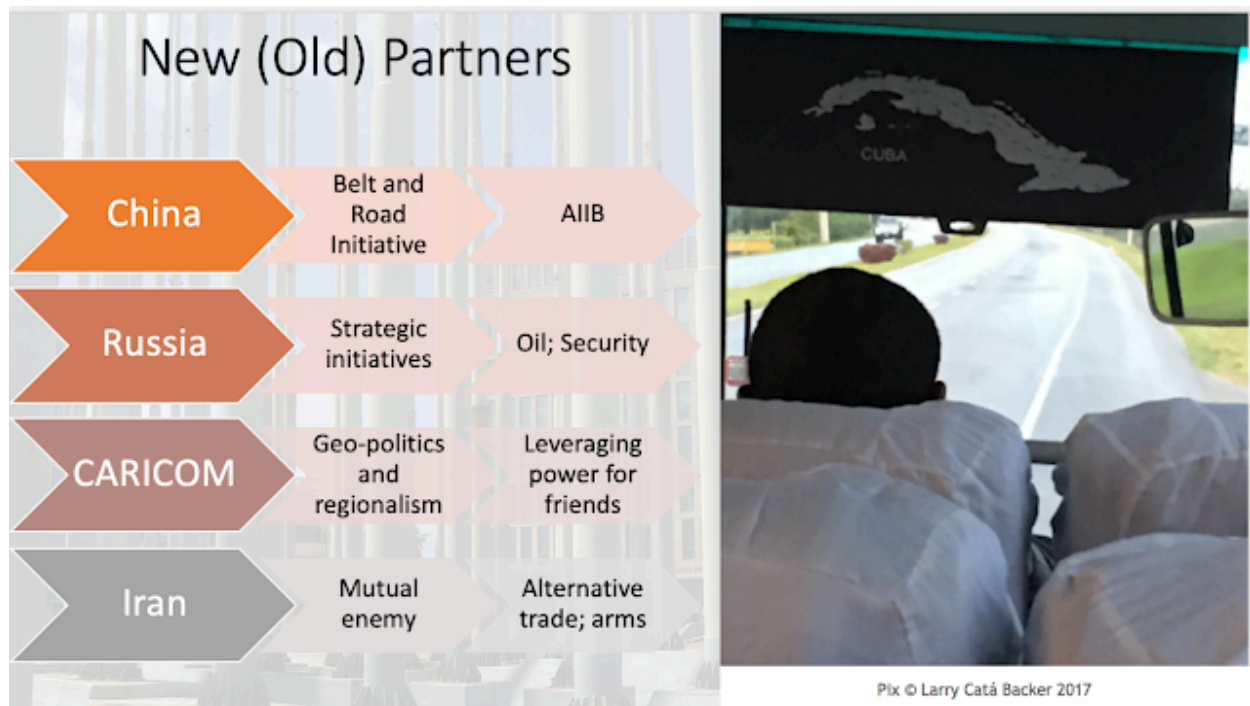 New (Old) Partners
China
Belt and
Road
Initiative
AIIB
Russia
Strategic
initiatives
Oil; Security
CARICOM
Geo-politics
and
regionalism
Leveraging
power for
friends
Iran
Mutual
enemy
Alternative
trade; arms
CUBA
Pix © Larry Catá Backer 2017